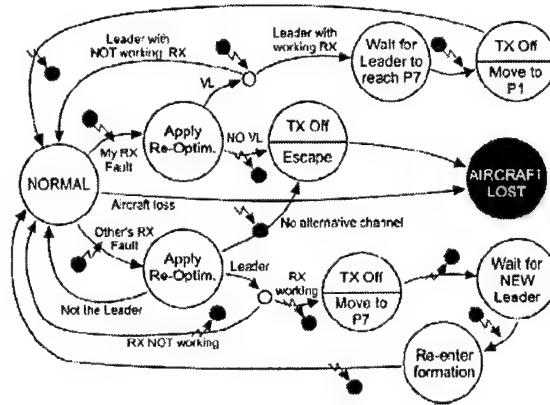 Leader with
NOT working RX
Leader with
working RX
Wait for
Leader to
reach P7
TX Off
Move to
P1
VL
My RX
Fault
Apply
Re-Optim.
NO VL
TX Off
Escape
NORMAL
Aircraft loss
AIRCRAFT
LOST
No alternative channel
Other's RX
Fault
Apply
Re-Optim.
Leader
RX
working
TX Off
Move to
P7
Wait for
NEW
Leader
Not the Leader
RX NOT working
Re-enter
formation